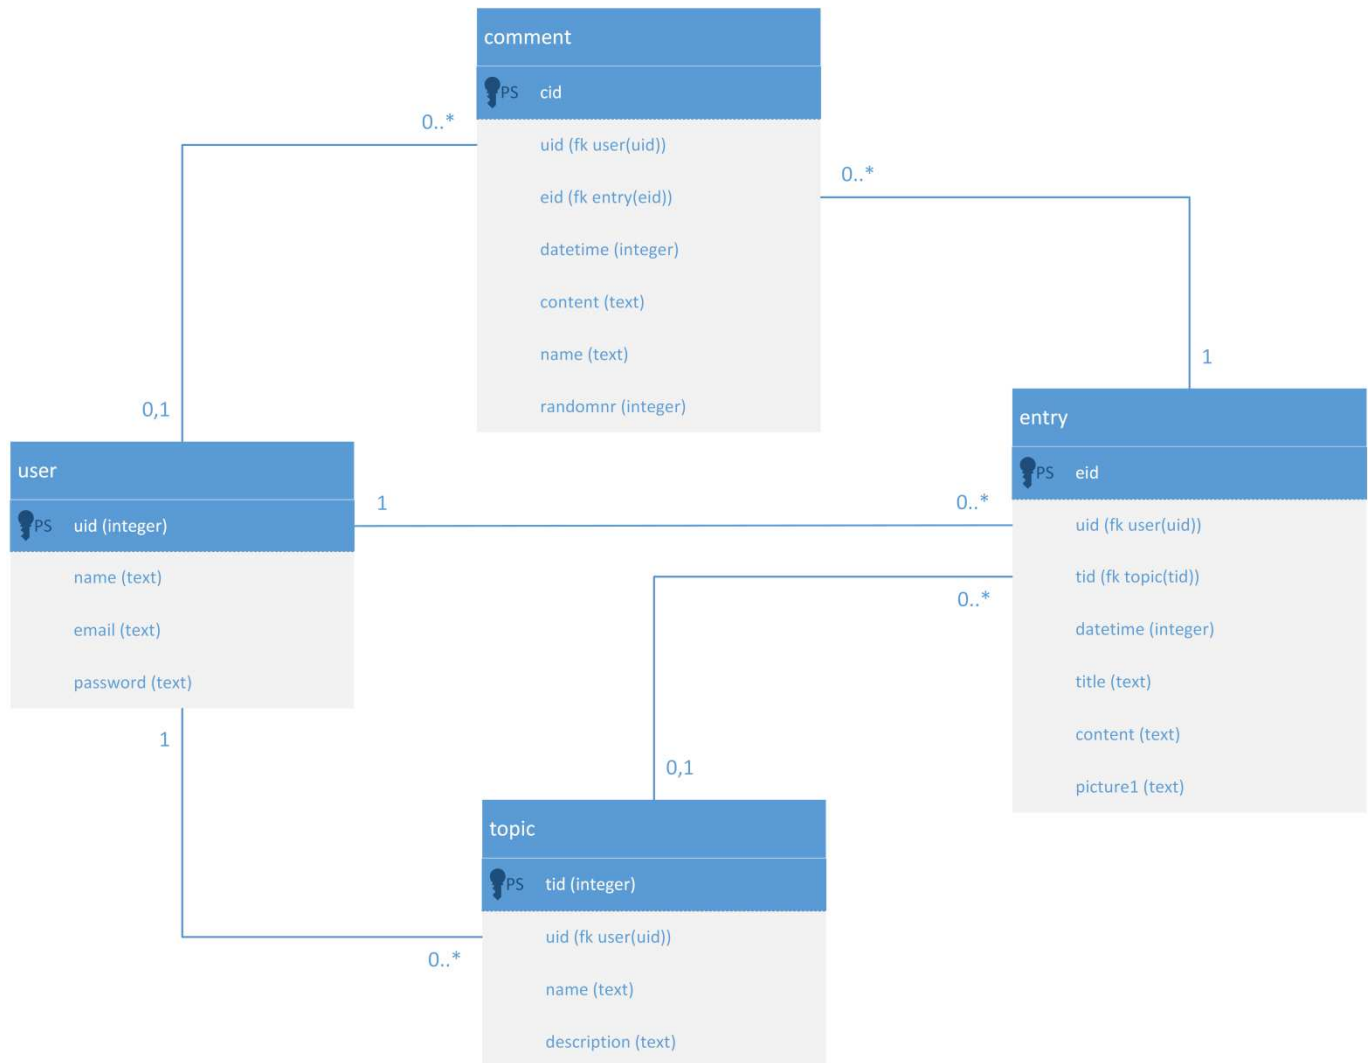 comment
PS cid
uid (fk user(uid))
eid (fk entry(eid))
datetime (integer)
content (text)
name (text)
randomnr (integer)
0..*
0..*
0,1
1
user
PS uid (integer)
name (text)
email (text)
password (text)
1
0..*
entry
PS eid
uid (fk user(uid))
tid (fk topic(tid))
datetime (integer)
title (text)
content (text)
picture1 (text)
0..*
1
0,1
topic
PS tid (integer)
uid (fk user(uid))
name (text)
description (text)
0..*